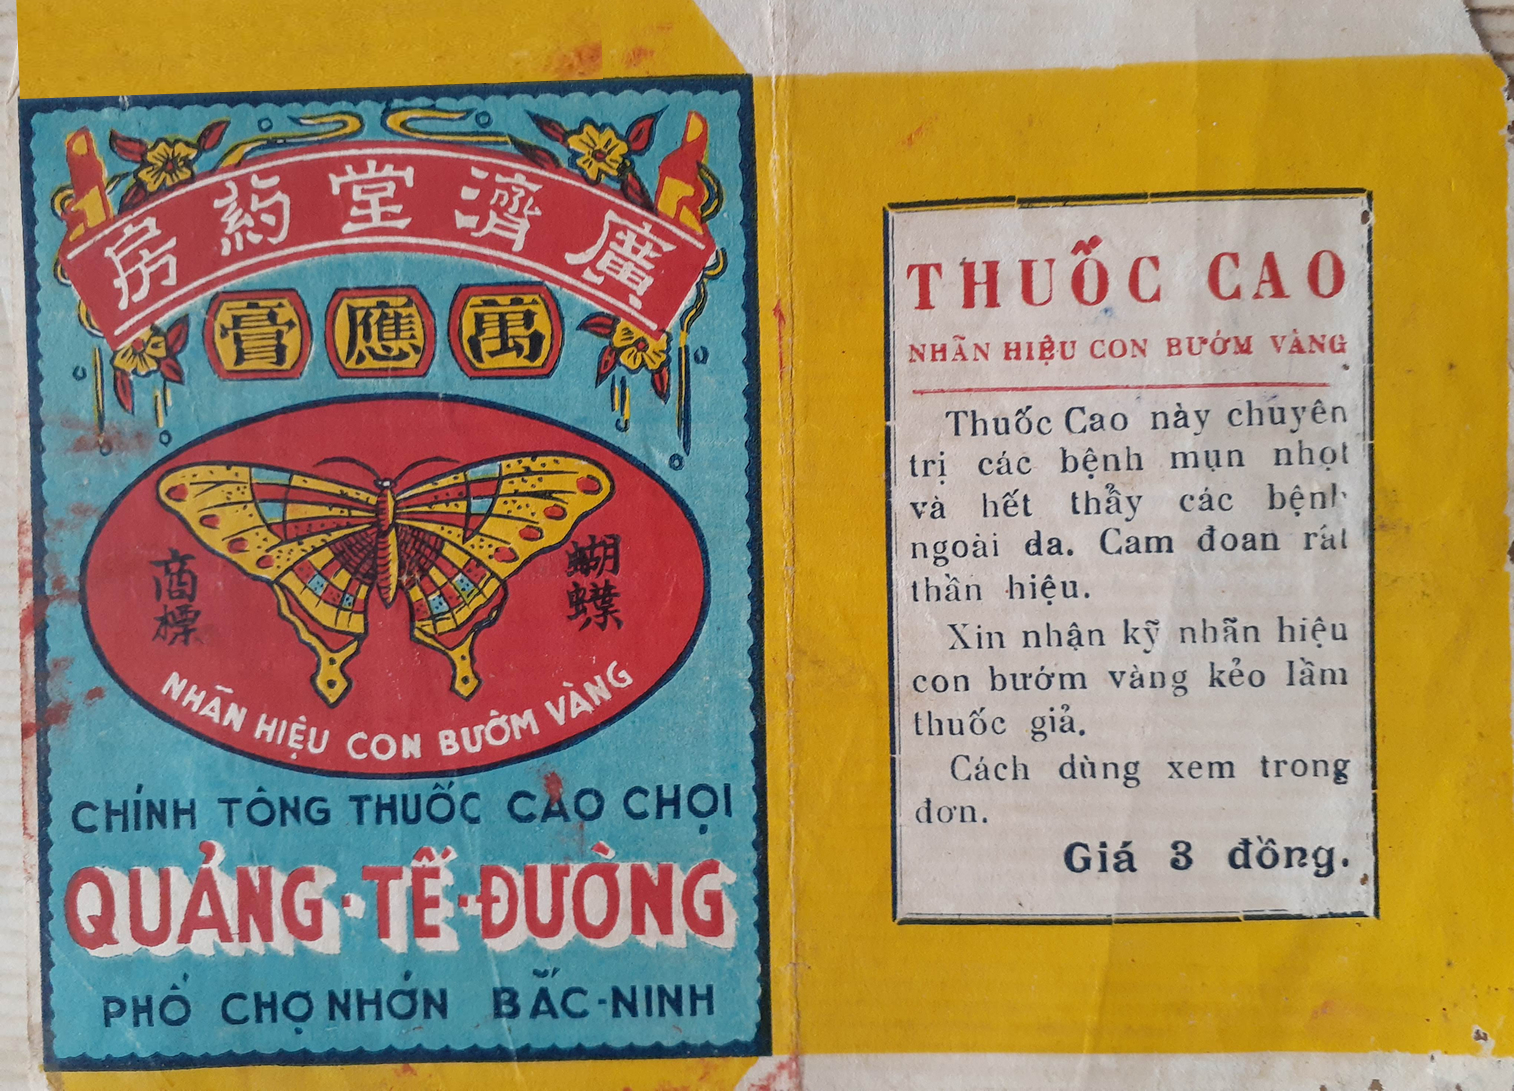 廣濟堂药房
萬應膏
蝴蝶
商標
NHÃN HIỆU CON BƯỚM VÀNG
CHÍNH TÔNG THUỐC CAO CHỌI
QUẢNG·TẾ·ĐƯỜNG
PHỐ CHỢ NHỚN BẮC-NINH
THUỐC CAO
NHÃN HIỆU CON BƯỚM VÀNG
Thuốc Cao này chuyên
trị các bệnh mụn nhọt
và hết thẩy các bệnh
ngoài da. Cam đoan rất
thần hiệu.
Xin nhận kỹ nhãn hiệu
con bướm vàng kẻo lầm
thuốc giả.
Cách dùng xem trong
đơn.
Giá 3 đồng.